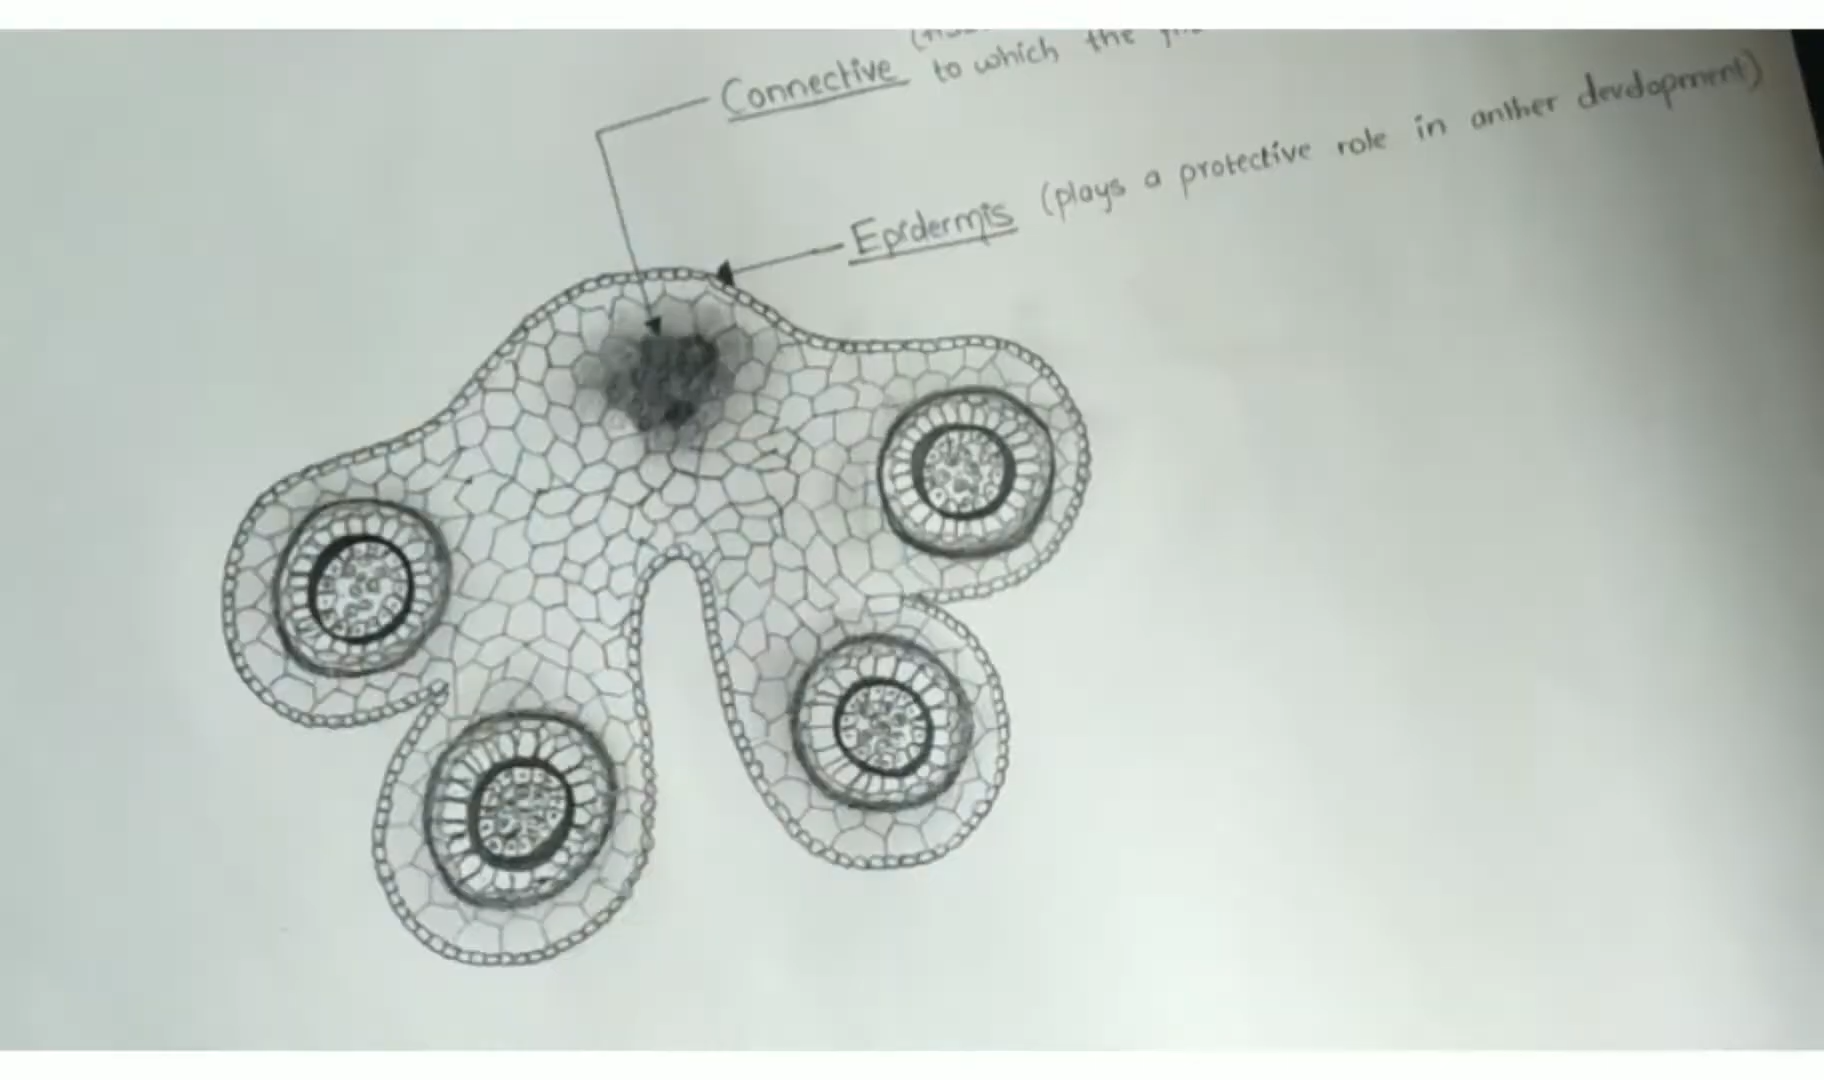 Connective to which the
Epidermis (plays a protective role in anther development)